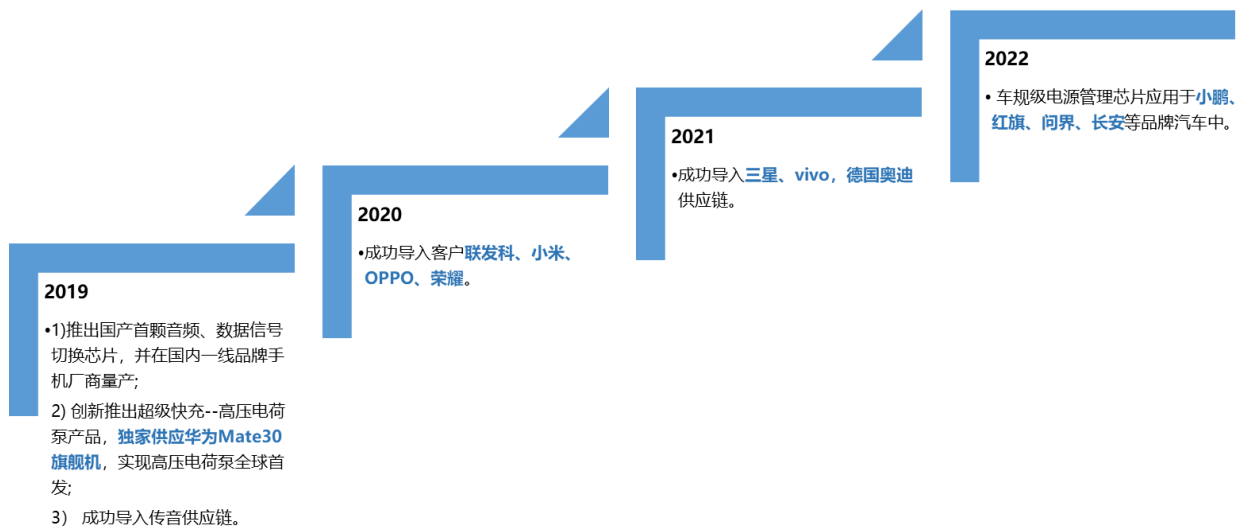 2022
• 车规级电源管理芯片应用于小鹏、
红旗、问界、长安等品牌汽车中。
2021
•成功导入三星、vivo，德国奥迪
供应链。
2020
•成功导入客户联发科、小米、
OPPO、荣耀。
2019
•1)推出国产首颗音频、数据信号
切换芯片，并在国内一线品牌手
机厂商量产;
2) 创新推出超级快充--高压电荷
泵产品，独家供应华为Mate30
旗舰机，实现高压电荷泵全球首
发;
3） 成功导入传音供应链。